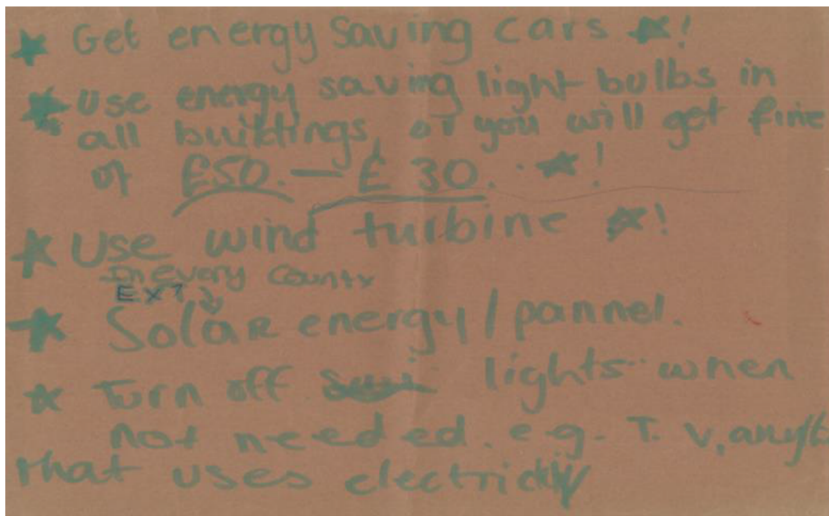 ★ Get energy saving cars ★!
★ use energy saving light bulbs in
all buildings, or you will get fine
of £50.— £30. ★!
★ Use wind turbine ★!
In every county
EX1
★ Solar energy / pannel.
★ Turn off lights when
not needed. e.g. T.V,
that uses electricity